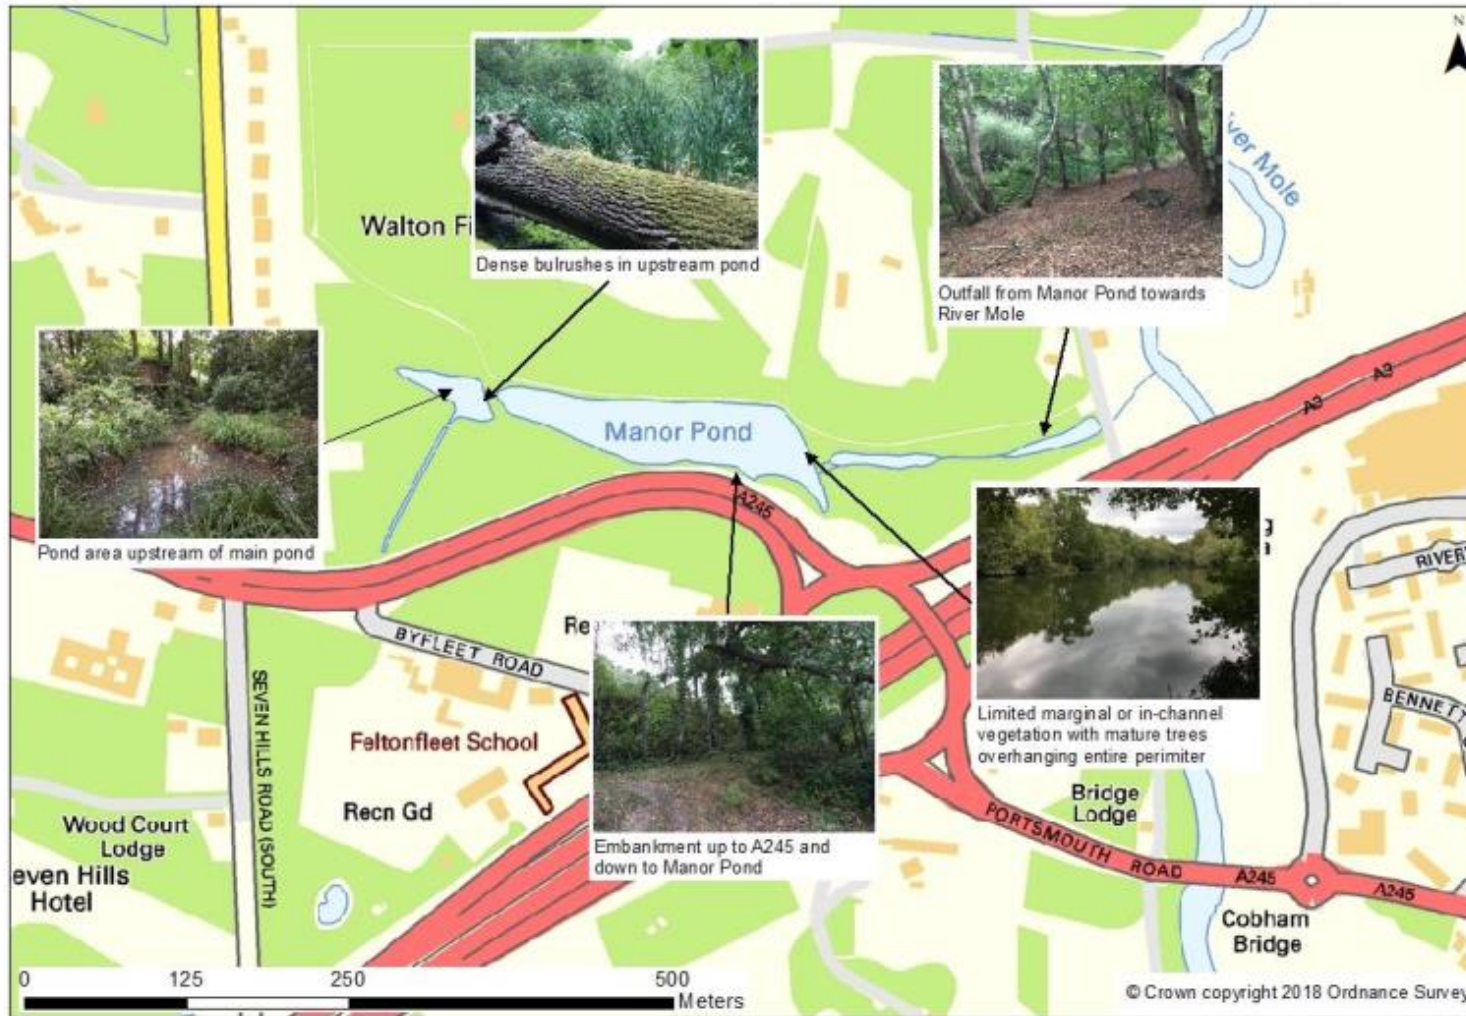 N
Walton Fi
Dense bulrushes in upstream pond
iver Mole
Outfall from Manor Pond towards
River Mole
Pond area upstream of main pond
Manor Pond
A3
A3
A245
g
a
RIVER
BYFLEET ROAD
Re
SEVEN HILLS ROAD (SOUTH)
Feltonfleet School
Recn Gd
BENNETT
Limited marginal or in-channel
vegetation with mature trees
overhanging entire perimiter
Embankment up to A245 and
down to Manor Pond
Wood Court
Lodge
even Hills
Hotel
Bridge
Lodge
PORTSMOUTH ROAD
A245
A245
Cobham
Bridge
0 125 250 500
Meters
© Crown copyright 2018 Ordnance Survey